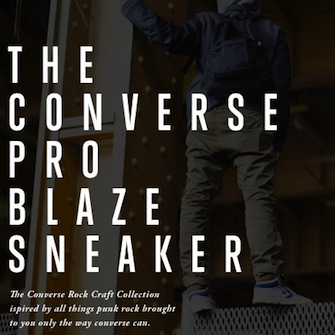 THE
CONVERSE
PRO
BLAZE
SNEAKER
The Converse Rock Craft Collection
ispired by all things punk rock brought
to you only the way converse can.